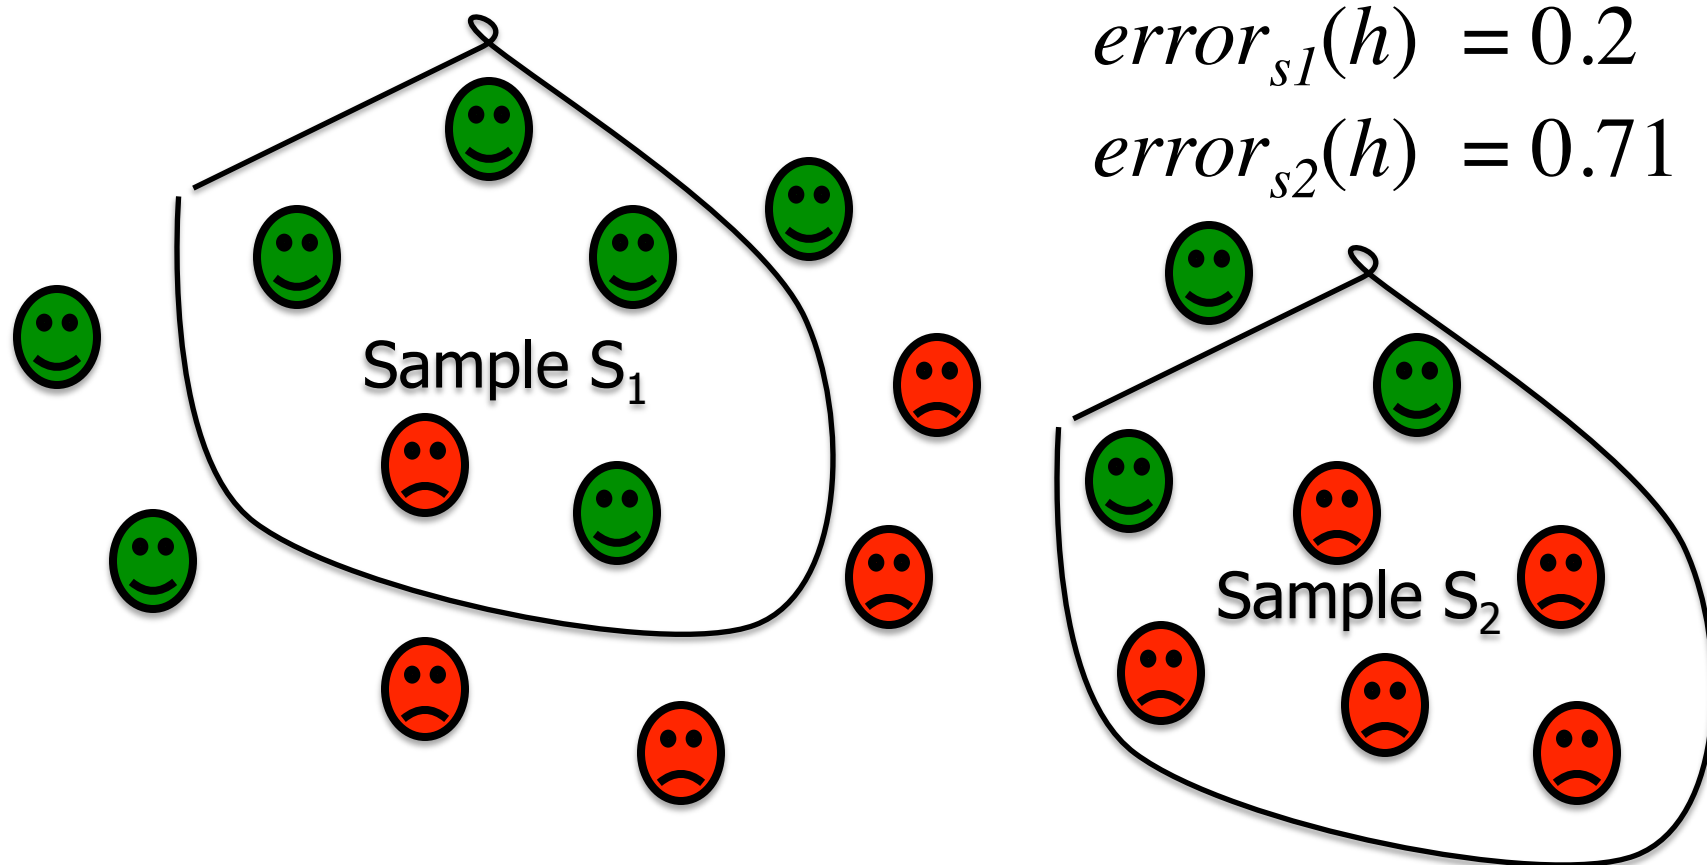 error_{s1}(h) = 0.2
error_{s2}(h) = 0.71
Sample S₁
Sample S₂